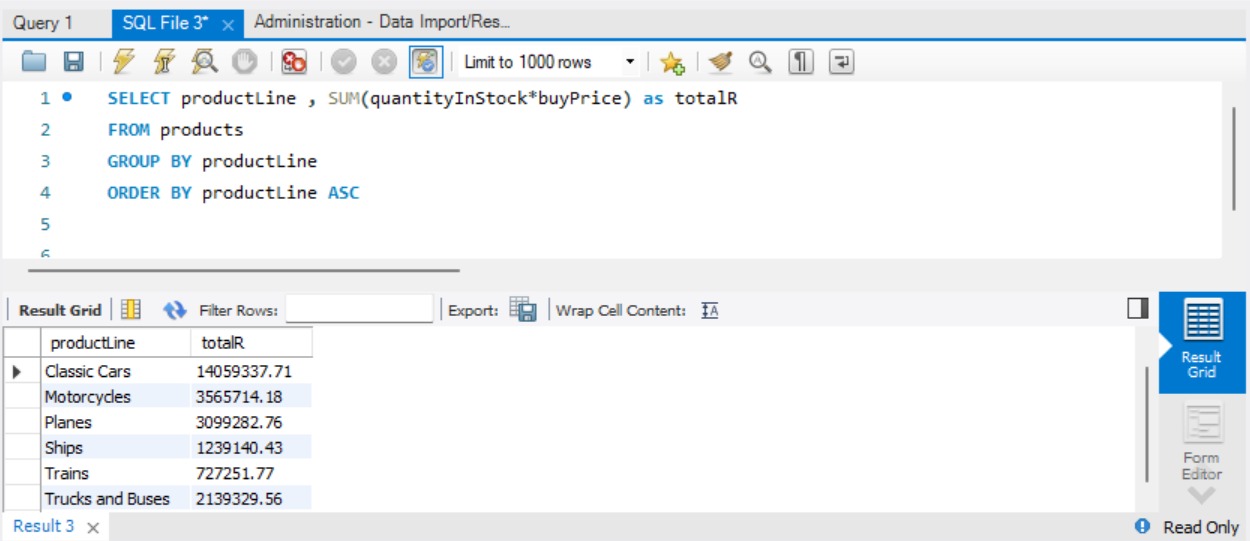 Query 1 SQL File 3* × Administration - Data Import/Res...
Limit to 1000 rows
1 SELECT productLine , SUM(quantityInStock*buyPrice) as totalR
2 FROM products
3 GROUP BY productLine
4 ORDER BY productLine ASC
5
6
Result Grid Filter Rows: Export: Wrap Cell Content: IA
productLine totalR
Classic Cars 14059337.71
Motorcycles 3565714.18
Planes 3099282.76
Ships 1239140.43
Trains 727251.77
Trucks and Buses 2139329.56
Result
Grid
Form
Editor
Result 3 × Read Only